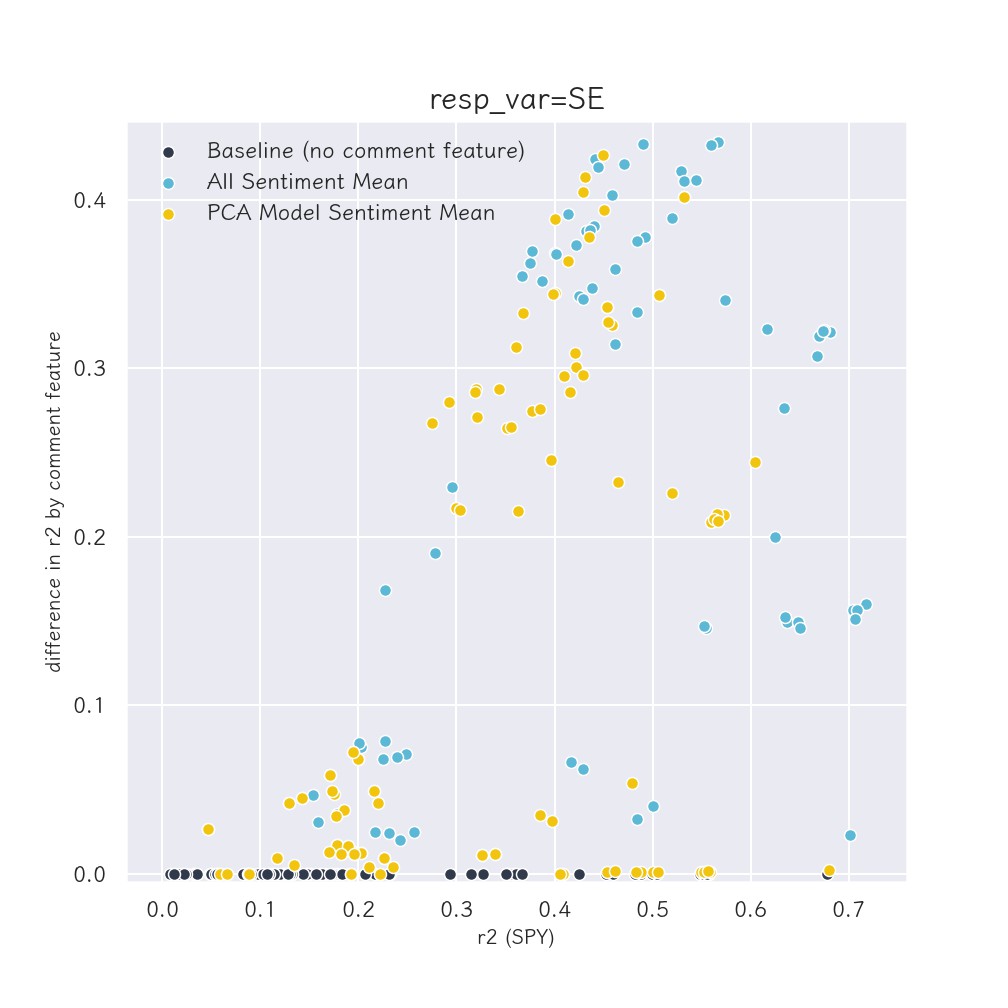 resp_var=SE
Baseline (no comment feature)
All Sentiment Mean
PCA Model Sentiment Mean
difference in r2 by comment feature
0.4
0.3
0.2
0.1
0.0
0.0 0.1 0.2 0.3 0.4 0.5 0.6 0.7
r2 (SPY)